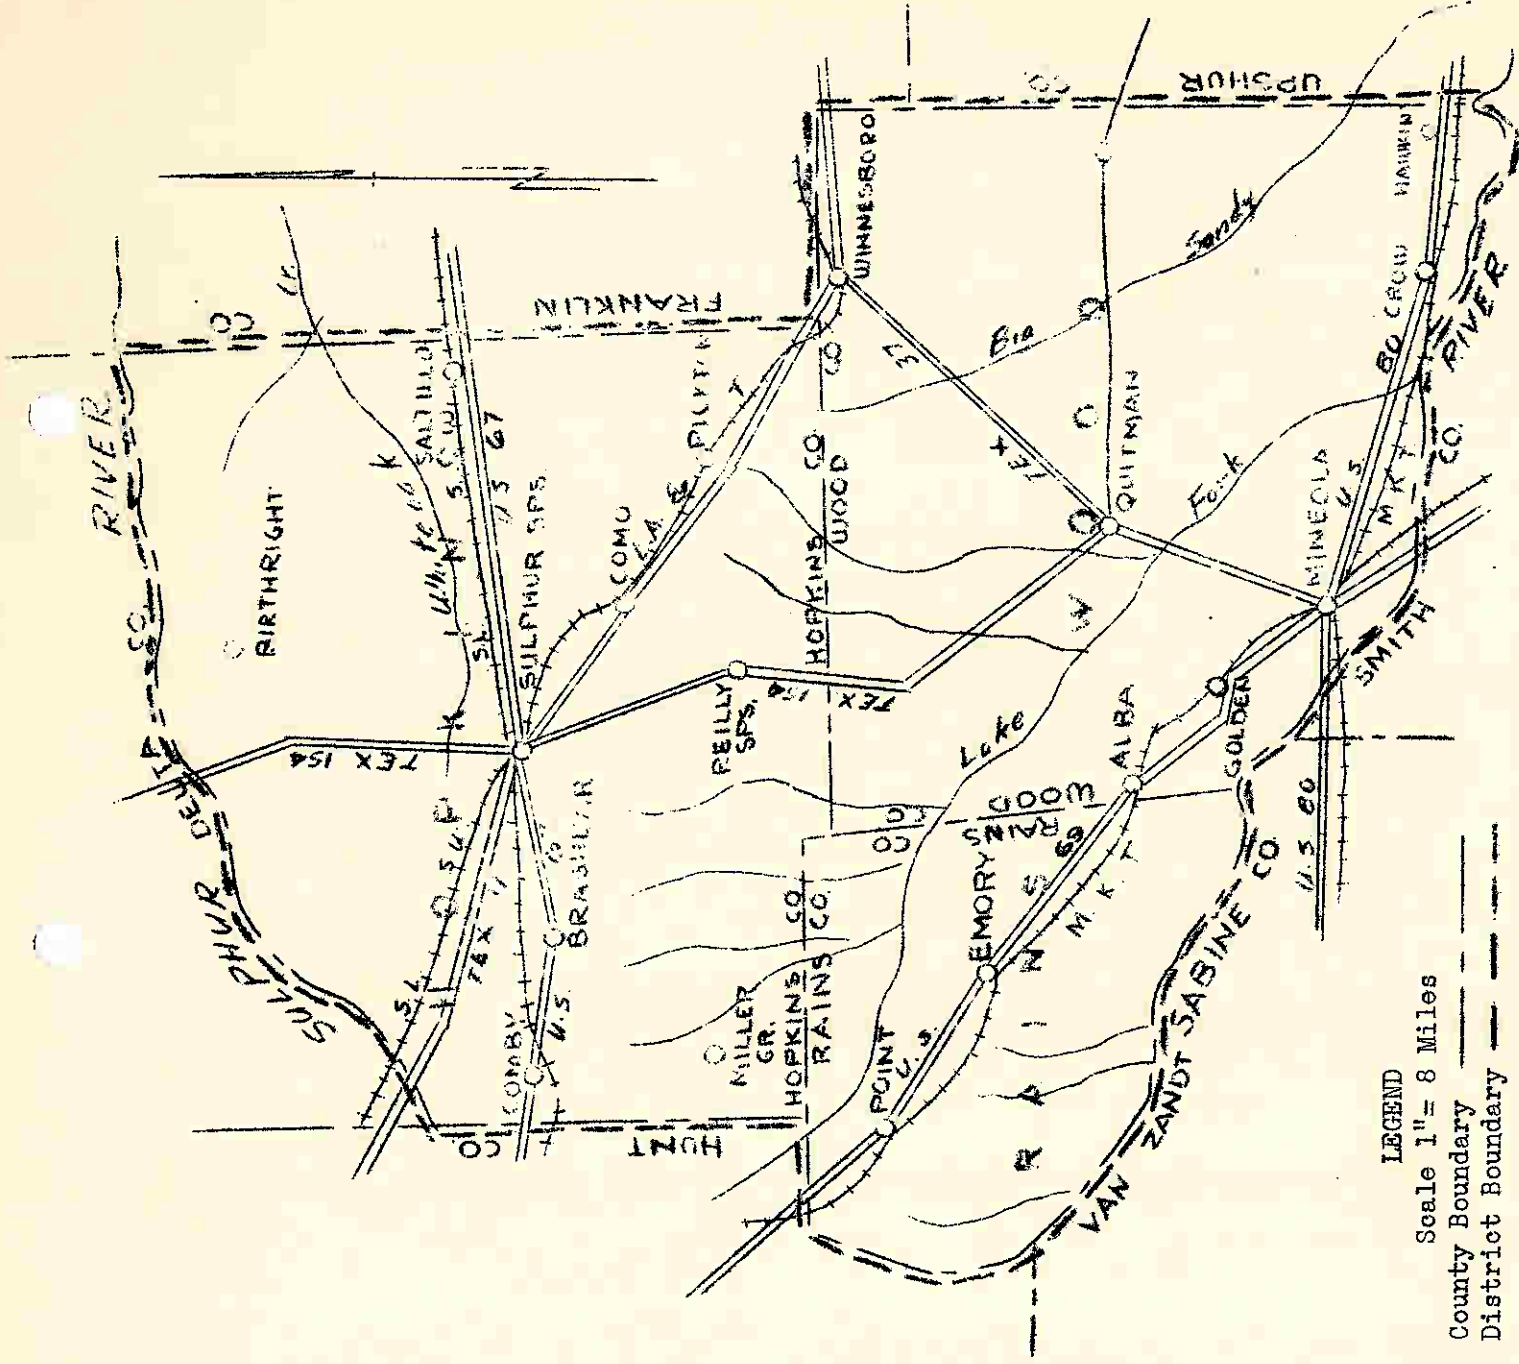 RIVER
SULPHUR
DELTA CO
BIRTHRIGHT
TEX 154
White Oak
Cr.
FRANKLIN
CO
SALTILLO
U S 67
SULPHUR SPS.
COMO
WINNSBORO
TEX 37
REILLY
SPS.
TEX 154
HOPKINS CO
WOOD CO
TEX
BRASHEAR
U.S.
HUNT
CO
MILLER
GR.
HOPKINS CO
RAINS CO.
RAINS CO
WOOD CO
UPSHUR
CO
Big
Sandy
W O O D
QUITMAN
Lake
Fork
HAWKINS
CROW
U.S. 80
M K T
MINEOLA
ALBA
GOLDEN
EMORY
POINT
U.S. 69
M. K. T.
R A I N S
U.S. 80
SMITH CO.
SABINE RIVER
VAN ZANDT CO
LEGEND
Scale 1"= 8 Miles
County Boundary
District Boundary